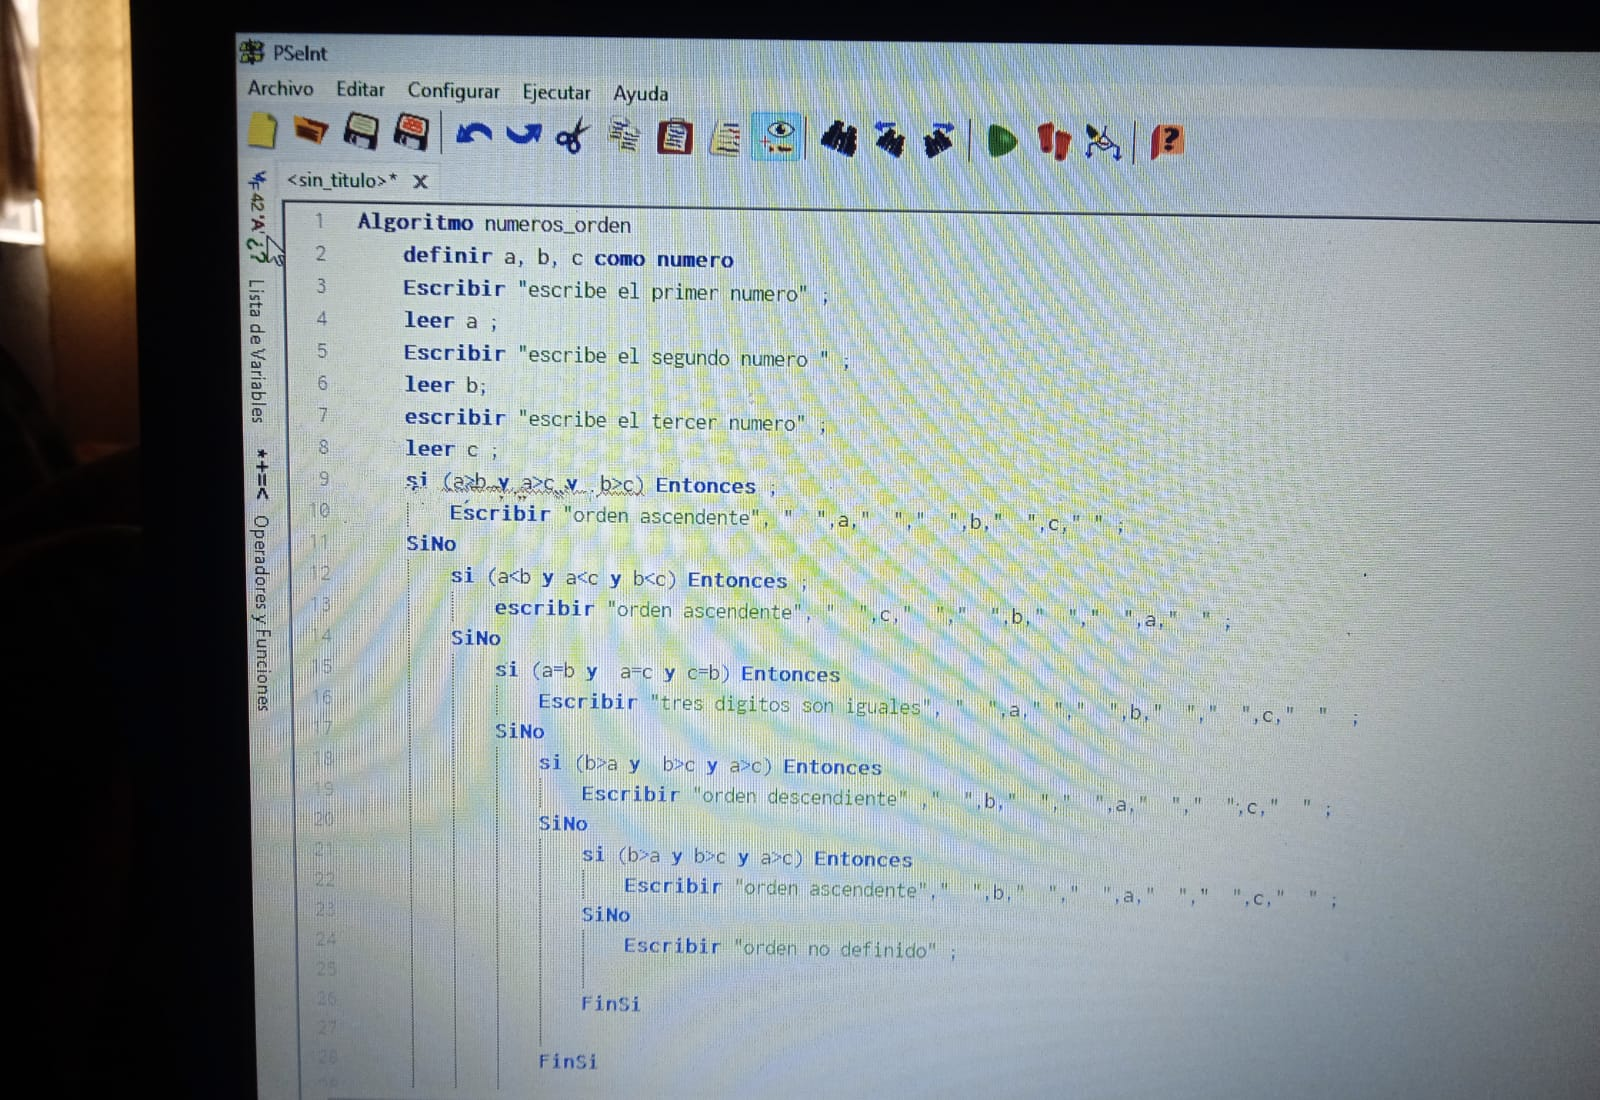 PSeInt
Archivo Editar Configurar Ejecutar Ayuda
<sin_titulo>* X
1 Algoritmo numeros_orden
2 definir a, b, c como numero
3 Escribir "escribe el primer numero" ;
4 leer a ;
5 Escribir "escribe el segundo numero " ;
6 leer b;
7 escribir "escribe el tercer numero" ;
8 leer c ;
9 si (a>b y a>c y b>c) Entonces ;
10 Escribir "orden ascendente", "  ",a,"  ","  ",b,"  ",c," " ;
11 SiNo
12 si (a<b y a<c y b<c) Entonces ;
13 escribir "orden ascendente", "  ",c,"  ","  ",b,"  ","  ",a,"  " ;
14 SiNo
15 si (a=b y  a=c y c=b) Entonces
16 Escribir "tres digitos son iguales", "  ",a," ","  ",b,"  ","  ",c,"  " ;
17 SiNo
18 si (b>a y  b>c y a>c) Entonces
19 Escribir "orden descendiente" ,"  ",b,"  ","  ",a,"  ","  ";c,"  " ;
20 SiNo
21 si (b>a y b>c y a>c) Entonces
22 Escribir "orden ascendente","  ",b,"  ","  ",a,"  ","  ",c,"  " ;
23 SiNo
24 Escribir "orden no definido" ;
25
26 FinSi
27
28 FinSi
Lista de Variables
*+=< Operadores y Funciones